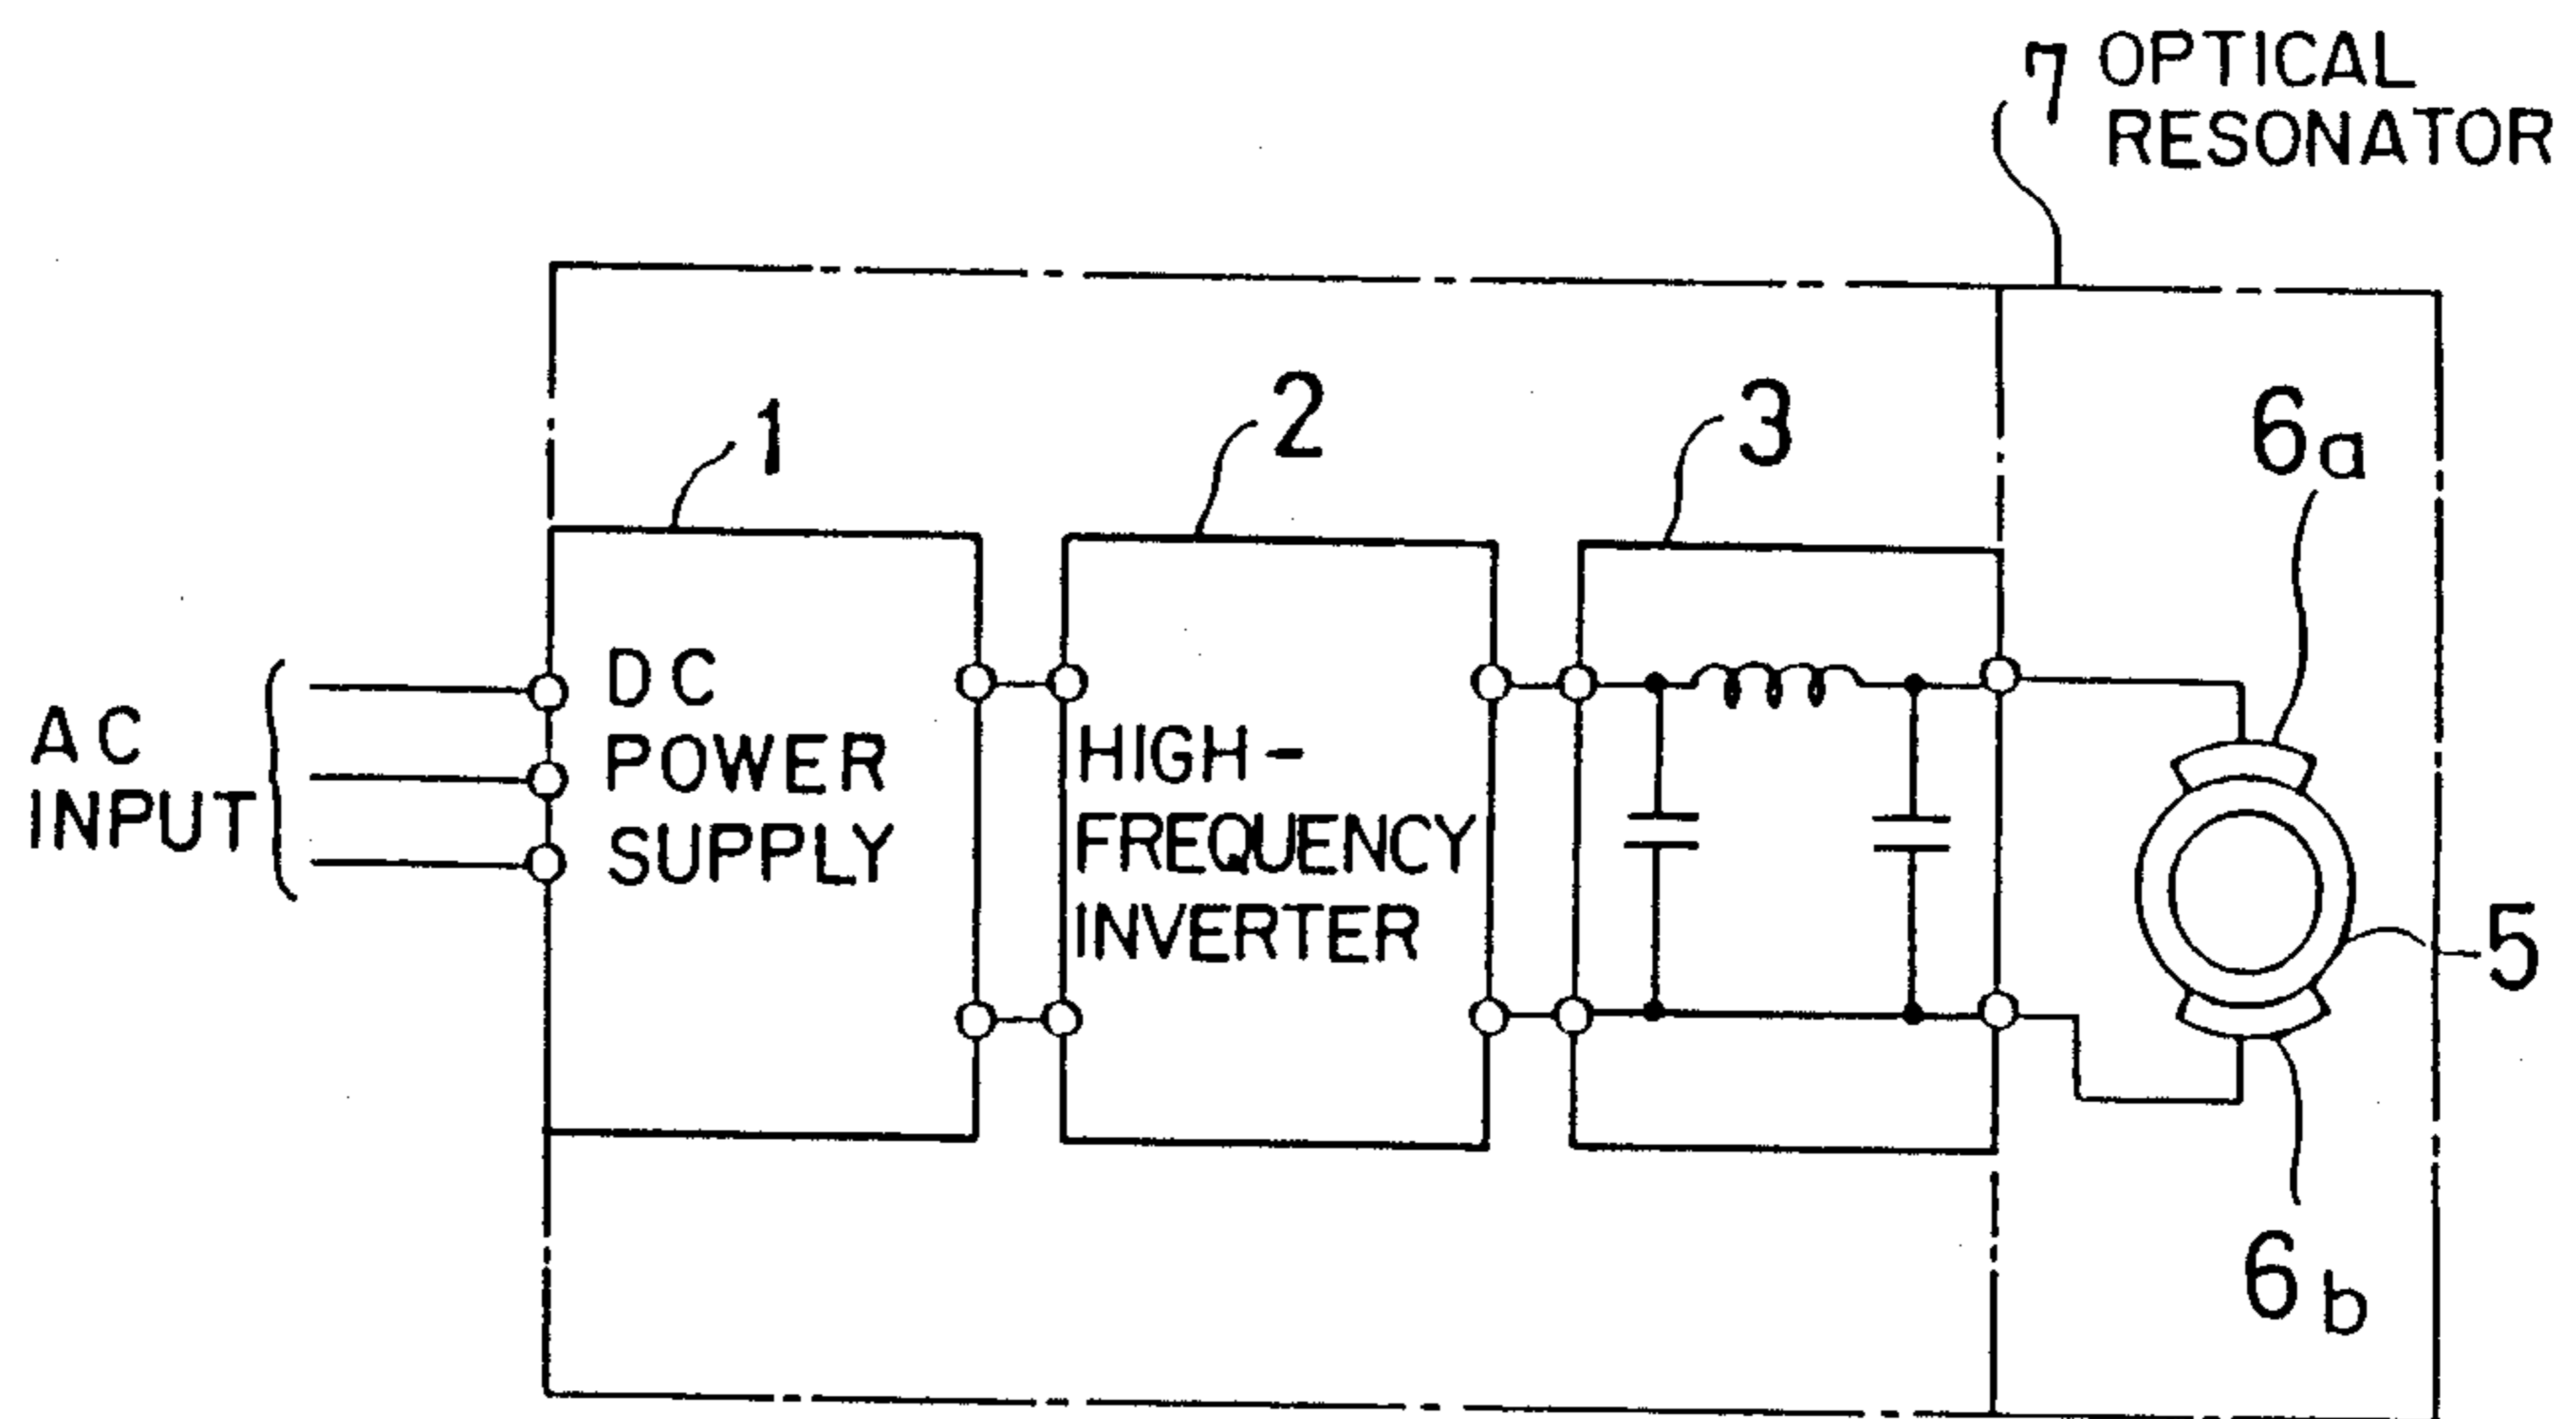 7 OPTICAL
RESONATOR
1
2
3
6a
AC
INPUT
DC
POWER
SUPPLY
HIGH-
FREQUENCY
INVERTER
5
6b